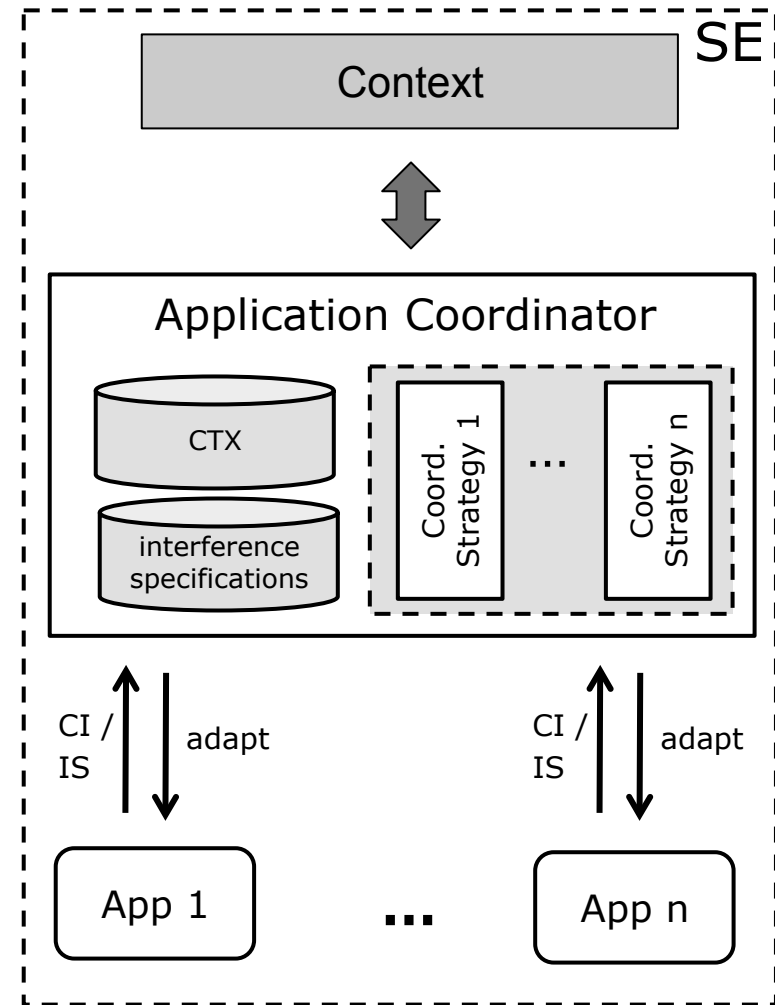 SE
Context
Application Coordinator
CTX
interference
specifications
Coord.
Strategy 1
...
Coord.
Strategy n
CI /
IS
adapt
CI /
IS
adapt
App 1
...
App n